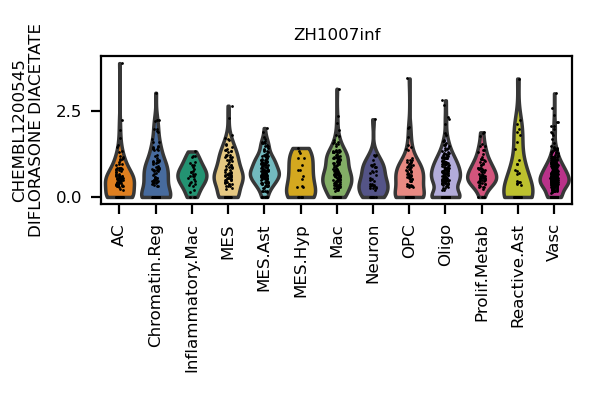 ZH1007inf
CHEMBL1200545
DIFLORASONE DIACETATE
2.5
0.0
AC
Chromatin.Reg
Inflammatory.Mac
MES
MES.Ast
MES.Hyp
Mac
Neuron
OPC
Oligo
Prolif.Metab
Reactive.Ast
Vasc